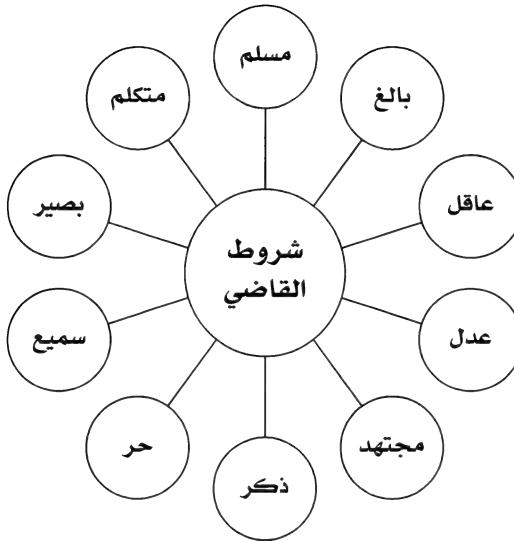 شروط
القاضي
مسلم
بالغ
عاقل
عدل
مجتهد
ذكر
حر
سميع
بصير
متكلم